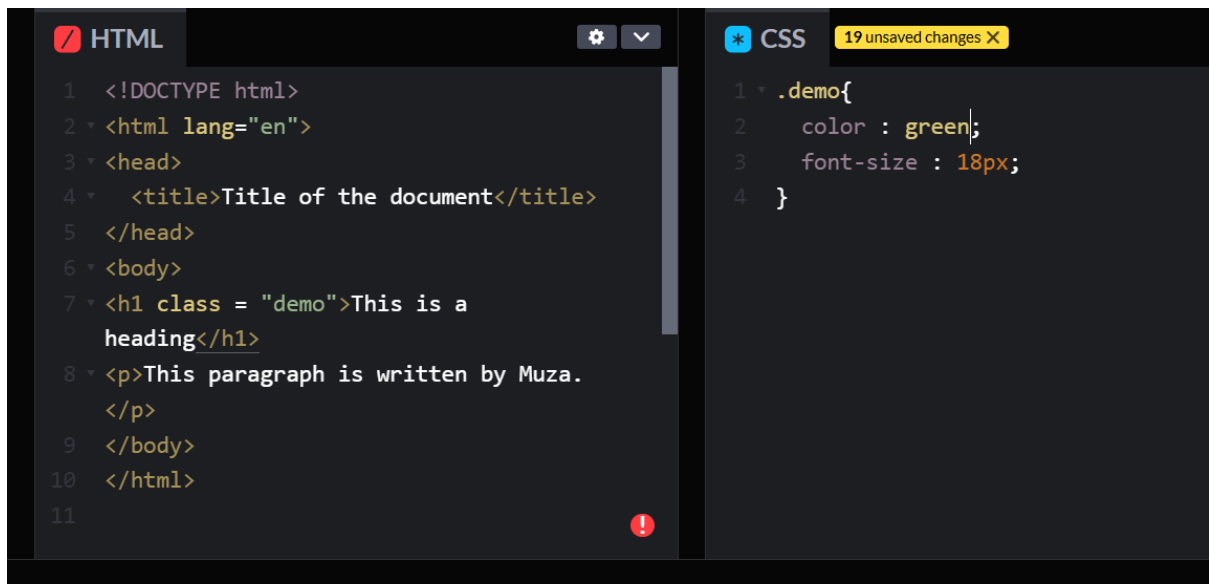 HTML
1 <!DOCTYPE html>
2 <html lang="en">
3 <head>
4 <title>Title of the document</title>
5 </head>
6 <body>
7 <h1 class = "demo">This is a
heading</h1>
8 <p>This paragraph is written by Muza.
</p>
9 </body>
10 </html>
11
CSS 19 unsaved changes X
1 .demo{
2 color : green;
3 font-size : 18px;
4 }